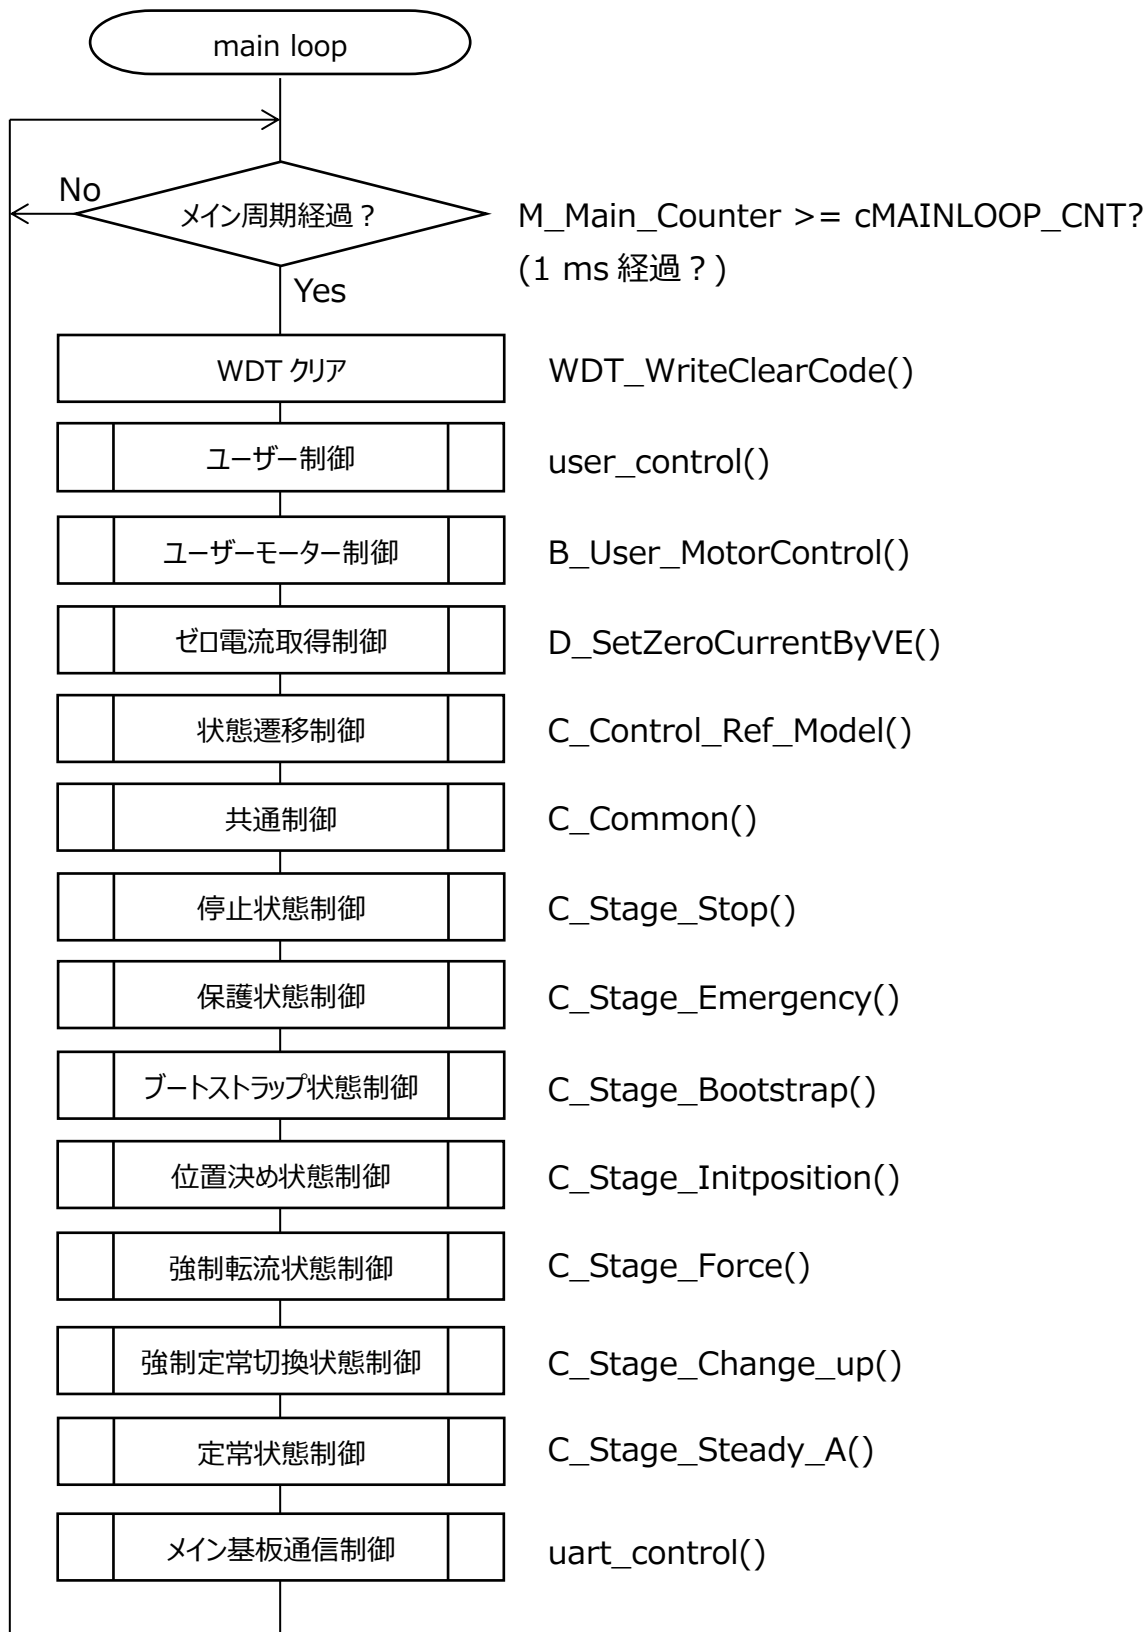 main loop
No
メイン周期経過？
M_Main_Counter >= cMAINLOOP_CNT?
(1 ms 経過？)
Yes
WDT クリア
WDT_WriteClearCode()
ユーザー制御
user_control()
ユーザーモーター制御
B_User_MotorControl()
ゼロ電流取得制御
D_SetZeroCurrentByVE()
状態遷移制御
C_Control_Ref_Model()
共通制御
C_Common()
停止状態制御
C_Stage_Stop()
保護状態制御
C_Stage_Emergency()
ブートストラップ状態制御
C_Stage_Bootstrap()
位置決め状態制御
C_Stage_Initposition()
強制転流状態制御
C_Stage_Force()
強制定常切換状態制御
C_Stage_Change_up()
定常状態制御
C_Stage_Steady_A()
メイン基板通信制御
uart_control()